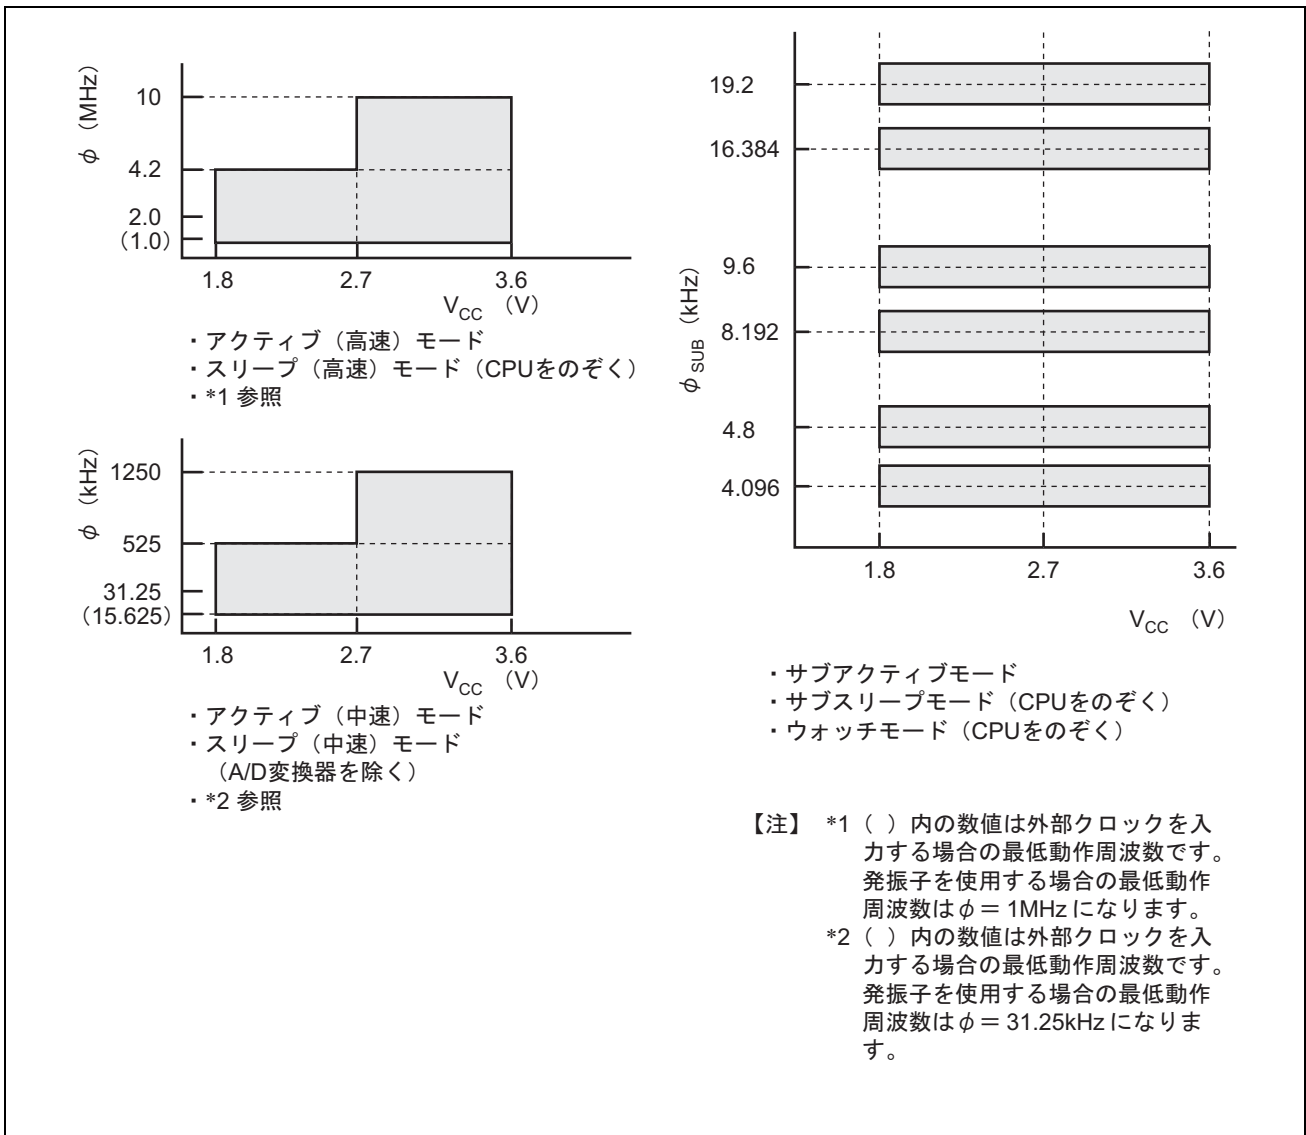 φ（MHz）
10
4.2
2.0
（1.0）
1.8
2.7
3.6
VCC （V）
・アクティブ（高速）モード
・スリープ（高速）モード（CPUをのぞく）
・*1 参照
φ（kHz）
1250
525
31.25
（15.625）
1.8
2.7
3.6
VCC （V）
・アクティブ（中速）モード
・スリープ（中速）モード
（A/D変換器を除く）
・*2 参照
φSUB（kHz）
19.2
16.384
9.6
8.192
4.8
4.096
1.8
2.7
3.6
VCC （V）
・サブアクティブモード
・サブスリープモード（CPUをのぞく）
・ウォッチモード（CPUをのぞく）
【注】 *1（ ）内の数値は外部クロックを入
力する場合の最低動作周波数です。
発振子を使用する場合の最低動作
周波数はφ＝ 1MHz になります。
*2（ ）内の数値は外部クロックを入
力する場合の最低動作周波数です。
発振子を使用する場合の最低動作
周波数はφ＝ 31.25kHz になりま
す。